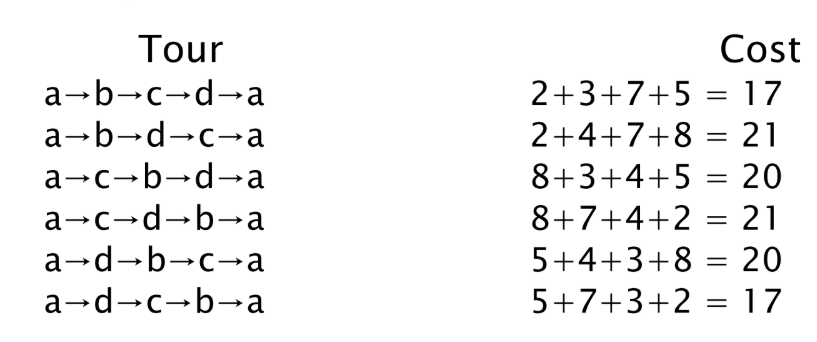 Tour Cost
a→b→c→d→a 2+3+7+5 = 17
a→b→d→c→a 2+4+7+8 = 21
a→c→b→d→a 8+3+4+5 = 20
a→c→d→b→a 8+7+4+2 = 21
a→d→b→c→a 5+4+3+8 = 20
a→d→c→b→a 5+7+3+2 = 17